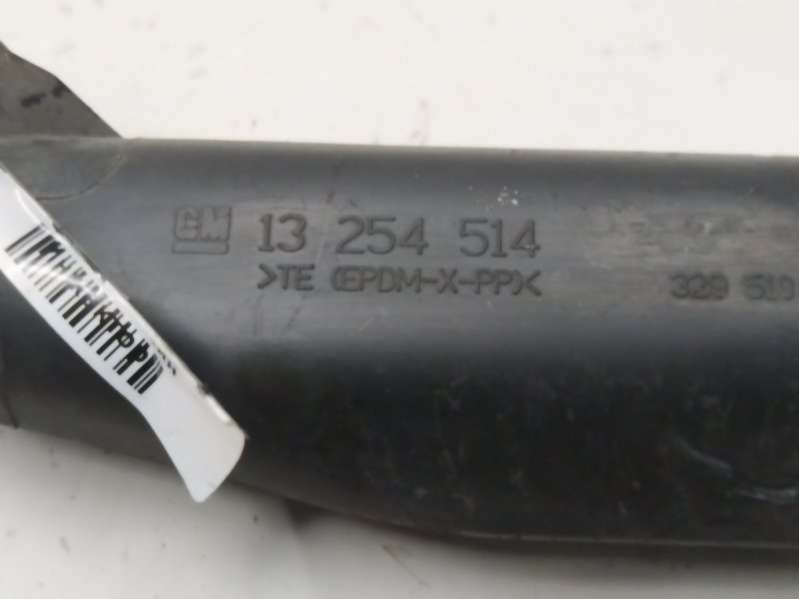 GM 13 254 514
>TE (EPDM-X-PP)<
329 519